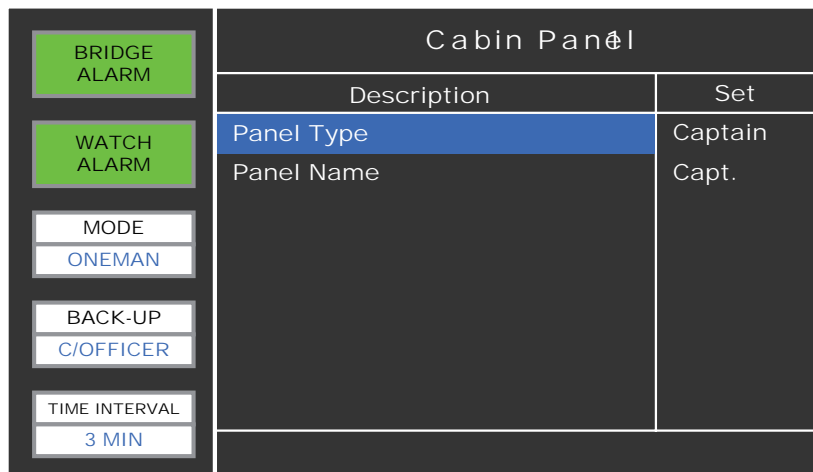 BRIDGE
ALARM
WATCH
ALARM
MODE
ONEMAN
BACK-UP
C/OFFICER
TIME INTERVAL
3 MIN
Cabin Panel
Description Set
Panel Type Captain
Panel Name Capt.